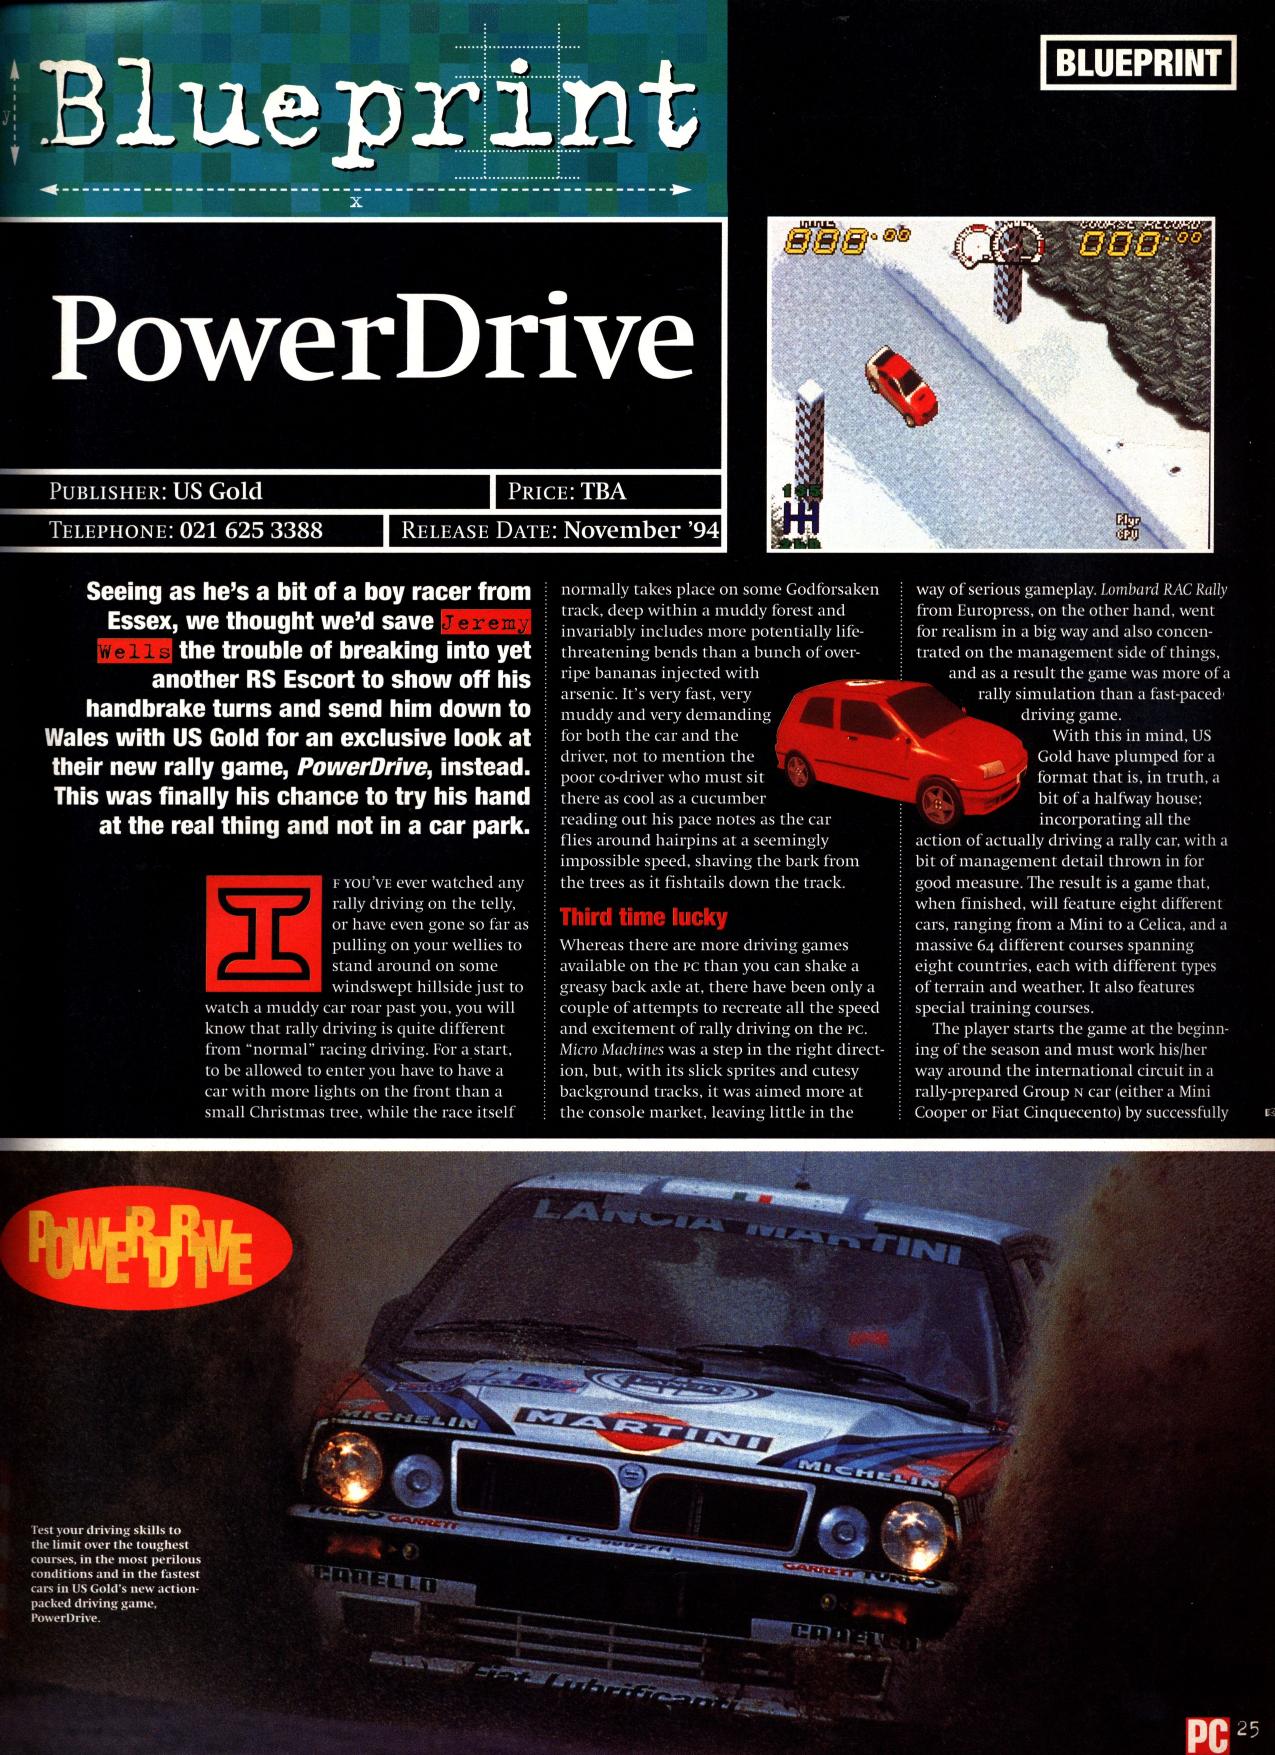 Blueprint
y
x
BLUEPRINT
PowerDrive
PUBLISHER: US Gold
PRICE: TBA
TELEPHONE: 021 625 3388
RELEASE DATE: November ’94
000.00
COURSE RECORD
000.00
Plyr
CPU
Seeing as he's a bit of a boy racer from
Essex, we thought we'd save Jeremy
Wells the trouble of breaking into yet
another RS Escort to show off his
handbrake turns and send him down to
Wales with US Gold for an exclusive look at
their new rally game, PowerDrive, instead.
This was finally his chance to try his hand
at the real thing and not in a car park.
IF YOU'VE ever watched any
rally driving on the telly,
or have even gone so far as
pulling on your wellies to
stand around on some
windswept hillside just to
watch a muddy car roar past you, you will
know that rally driving is quite different
from “normal” racing driving. For a start,
to be allowed to enter you have to have a
car with more lights on the front than a
small Christmas tree, while the race itself
normally takes place on some Godforsaken
track, deep within a muddy forest and
invariably includes more potentially life-
threatening bends than a bunch of over-
ripe bananas injected with
arsenic. It's very fast, very
muddy and very demanding
for both the car and the
driver, not to mention the
poor co-driver who must sit
there as cool as a cucumber
reading out his pace notes as the car
flies around hairpins at a seemingly
impossible speed, shaving the bark from
the trees as it fishtails down the track.
Third time lucky
Whereas there are more driving games
available on the PC than you can shake a
greasy back axle at, there have been only a
couple of attempts to recreate all the speed
and excitement of rally driving on the PC.
Micro Machines was a step in the right direct-
ion, but, with its slick sprites and cutesy
background tracks, it was aimed more at
the console market, leaving little in the
way of serious gameplay. Lombard RAC Rally
from Europress, on the other hand, went
for realism in a big way and also concen-
trated on the management side of things,
and as a result the game was more of a
rally simulation than a fast-paced
driving game.
With this in mind, US
Gold have plumped for a
format that is, in truth, a
bit of a halfway house;
incorporating all the
action of actually driving a rally car, with a
bit of management detail thrown in for
good measure. The result is a game that,
when finished, will feature eight different
cars, ranging from a Mini to a Celica, and a
massive 64 different courses spanning
eight countries, each with different types
of terrain and weather. It also features
special training courses.
The player starts the game at the beginn-
ing of the season and must work his/her
way around the international circuit in a
rally-prepared Group N car (either a Mini
Cooper or Fiat Cinquecento) by successfully
POWERDRIVE
LANCIA MARTINI
MARTINI
MICHELIN
MICHELIN
TURBO GARRETT
GARRETT TURBO
CARELLO
CARELLO
Fiat Lubrificanti
Test your driving skills to
the limit over the toughest
courses, in the most perilous
conditions and in the fastest
cars in US Gold's new action-
packed driving game,
PowerDrive.
PC 25